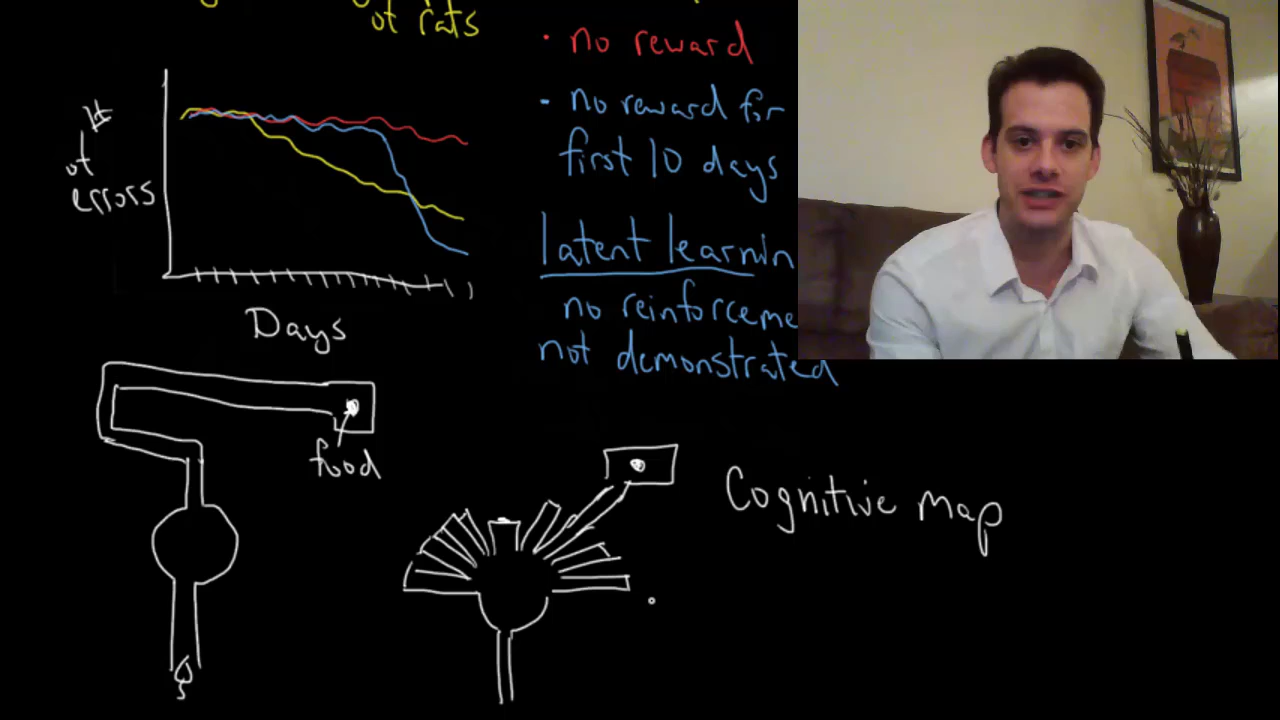 of rats
• no reward
- no reward for
first 10 days
latent learnin
no reinforceme
not demonstrated
# of
errors
Days
food
Cognitive map